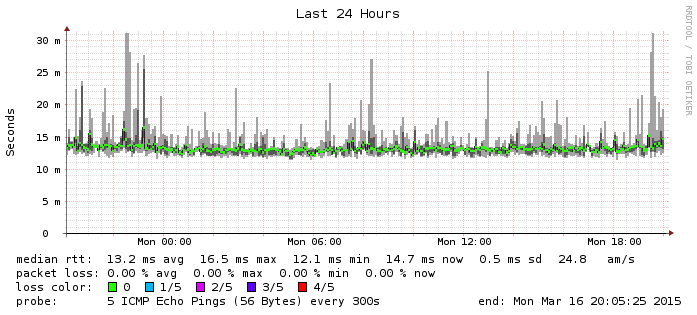 Last 24 Hours
RRDTOOL / TOBI OETIKER
Seconds
30 m
25 m
20 m
15 m
10 m
5 m
0
Mon 00:00 Mon 06:00 Mon 12:00 Mon 18:00
median rtt: 13.2 ms avg 16.5 ms max 12.1 ms min 14.7 ms now 0.5 ms sd 24.8 am/s
packet loss: 0.00 % avg 0.00 % max 0.00 % min 0.00 % now
loss color: 0 1/5 2/5 3/5 4/5
probe: 5 ICMP Echo Pings (56 Bytes) every 300s end: Mon Mar 16 20:05:25 2015